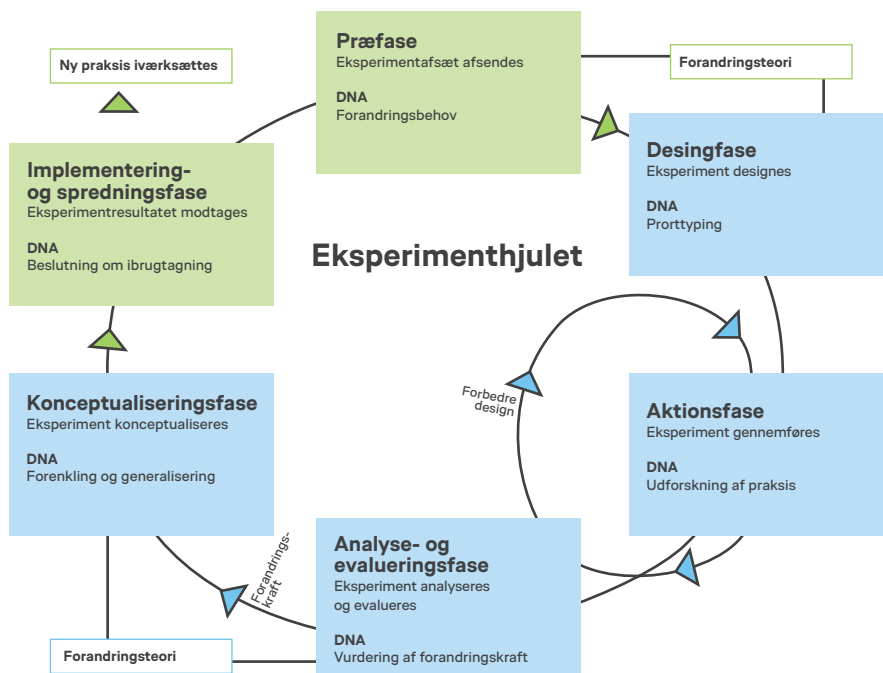 Præfase
Eksperimentafsæt afsendes
DNA
Forandringsbehov
Forandringsteori
Desingfase
Eksperiment designes
DNA
Prorttyping
Ny praksis iværksættes
Implementering-
og spredningsfase
Eksperimentresultatet modtages
DNA
Beslutning om ibrugtagning
Eksperimenthjulet
Forbedre
design
Aktionsfase
Eksperiment gennemføres
DNA
Udforskning af praksis
Konceptualiseringsfase
Eksperiment konceptualiseres
DNA
Forenkling og generalisering
Forandrings-
kraft
Analyse- og
evalueringsfase
Eksperiment analyseres
og evalueres
DNA
Vurdering af forandringskraft
Forandringsteori